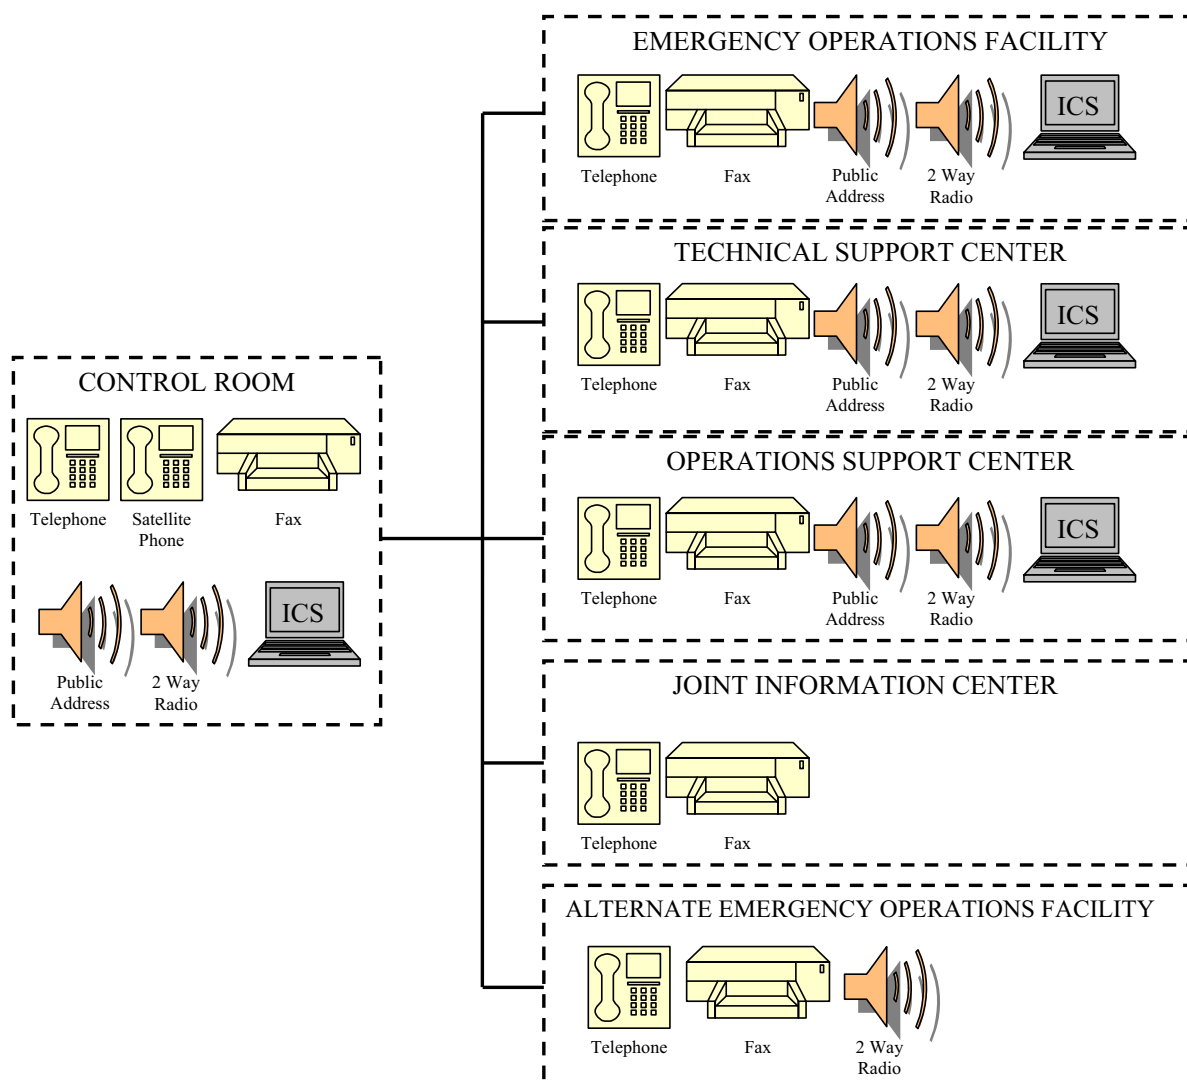 EMERGENCY OPERATIONS FACILITY
ICS
Telephone
Fax
Public
Address
2 Way
Radio
TECHNICAL SUPPORT CENTER
ICS
Telephone
Fax
Public
Address
2 Way
Radio
CONTROL ROOM
Telephone
Satellite
Phone
Fax
ICS
Public
Address
2 Way
Radio
OPERATIONS SUPPORT CENTER
ICS
Telephone
Fax
Public
Address
2 Way
Radio
JOINT INFORMATION CENTER
Telephone
Fax
ALTERNATE EMERGENCY OPERATIONS FACILITY
Telephone
Fax
2 Way
Radio